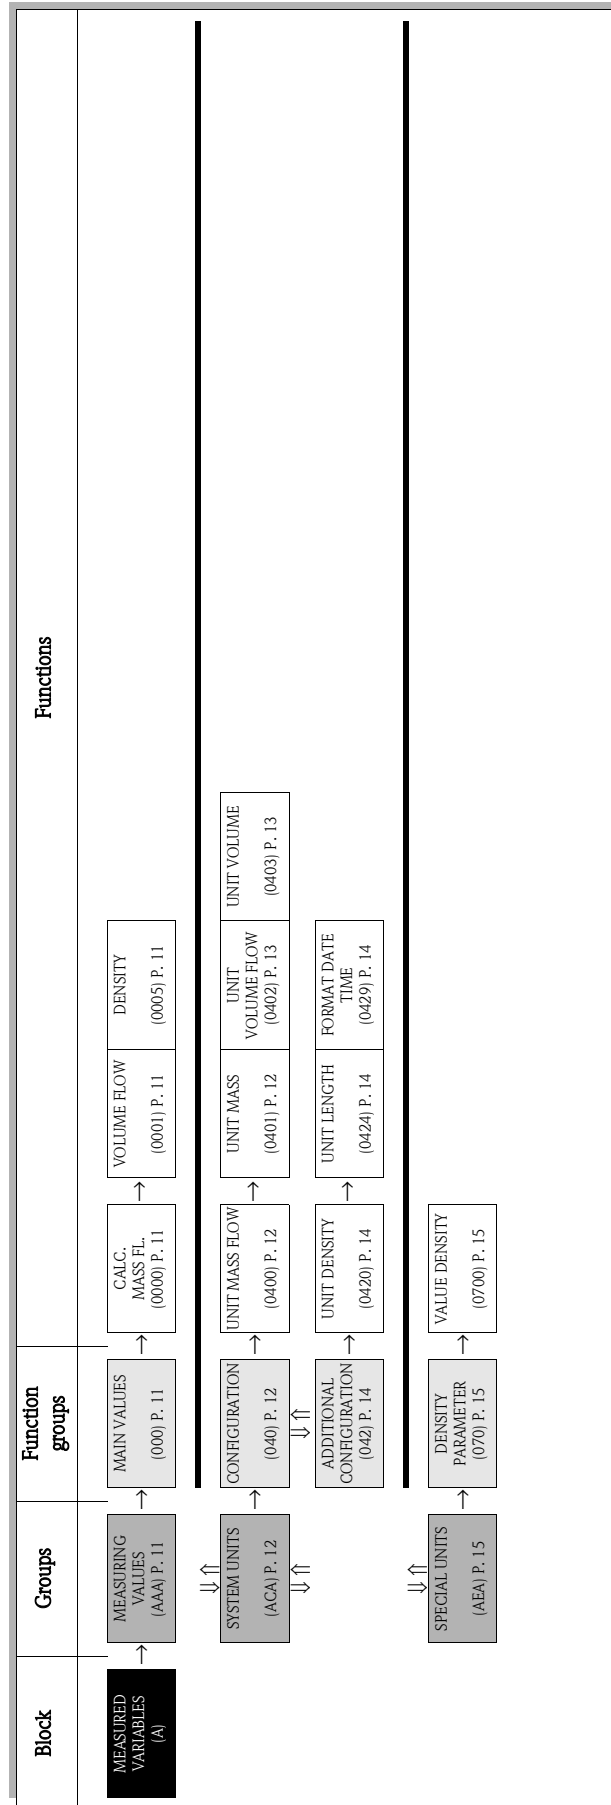 Block
Groups
Function
groups
Functions
MEASURED
VARIABLES
(A)
→
MEASURING
VALUES
(AAA) P. 11
→
MAIN VALUES
(000) P. 11
→
CALC.
MASS FL.
(0000) P. 11
→
VOLUME FLOW
(0001) P. 11
DENSITY
(0005) P. 11
⇓⇑
SYSTEM UNITS
(ACA) P. 12
→
CONFIGURATION
(040) P. 12
→
UNIT MASS FLOW
(0400) P. 12
→
UNIT MASS
(0401) P. 12
UNIT
VOLUME FLOW
(0402) P. 13
UNIT VOLUME
(0403) P. 13
⇓⇑
⇓⇑
ADDITIONAL
CONFIGURATION
(042) P. 14
→
UNIT DENSITY
(0420) P. 14
→
UNIT LENGTH
(0424) P. 14
FORMAT DATE
TIME
(0429) P. 14
⇓⇑
SPECIAL UNITS
(AEA) P. 15
→
DENSITY
PARAMETER
(070) P. 15
→
VALUE DENSITY
(0700) P. 15